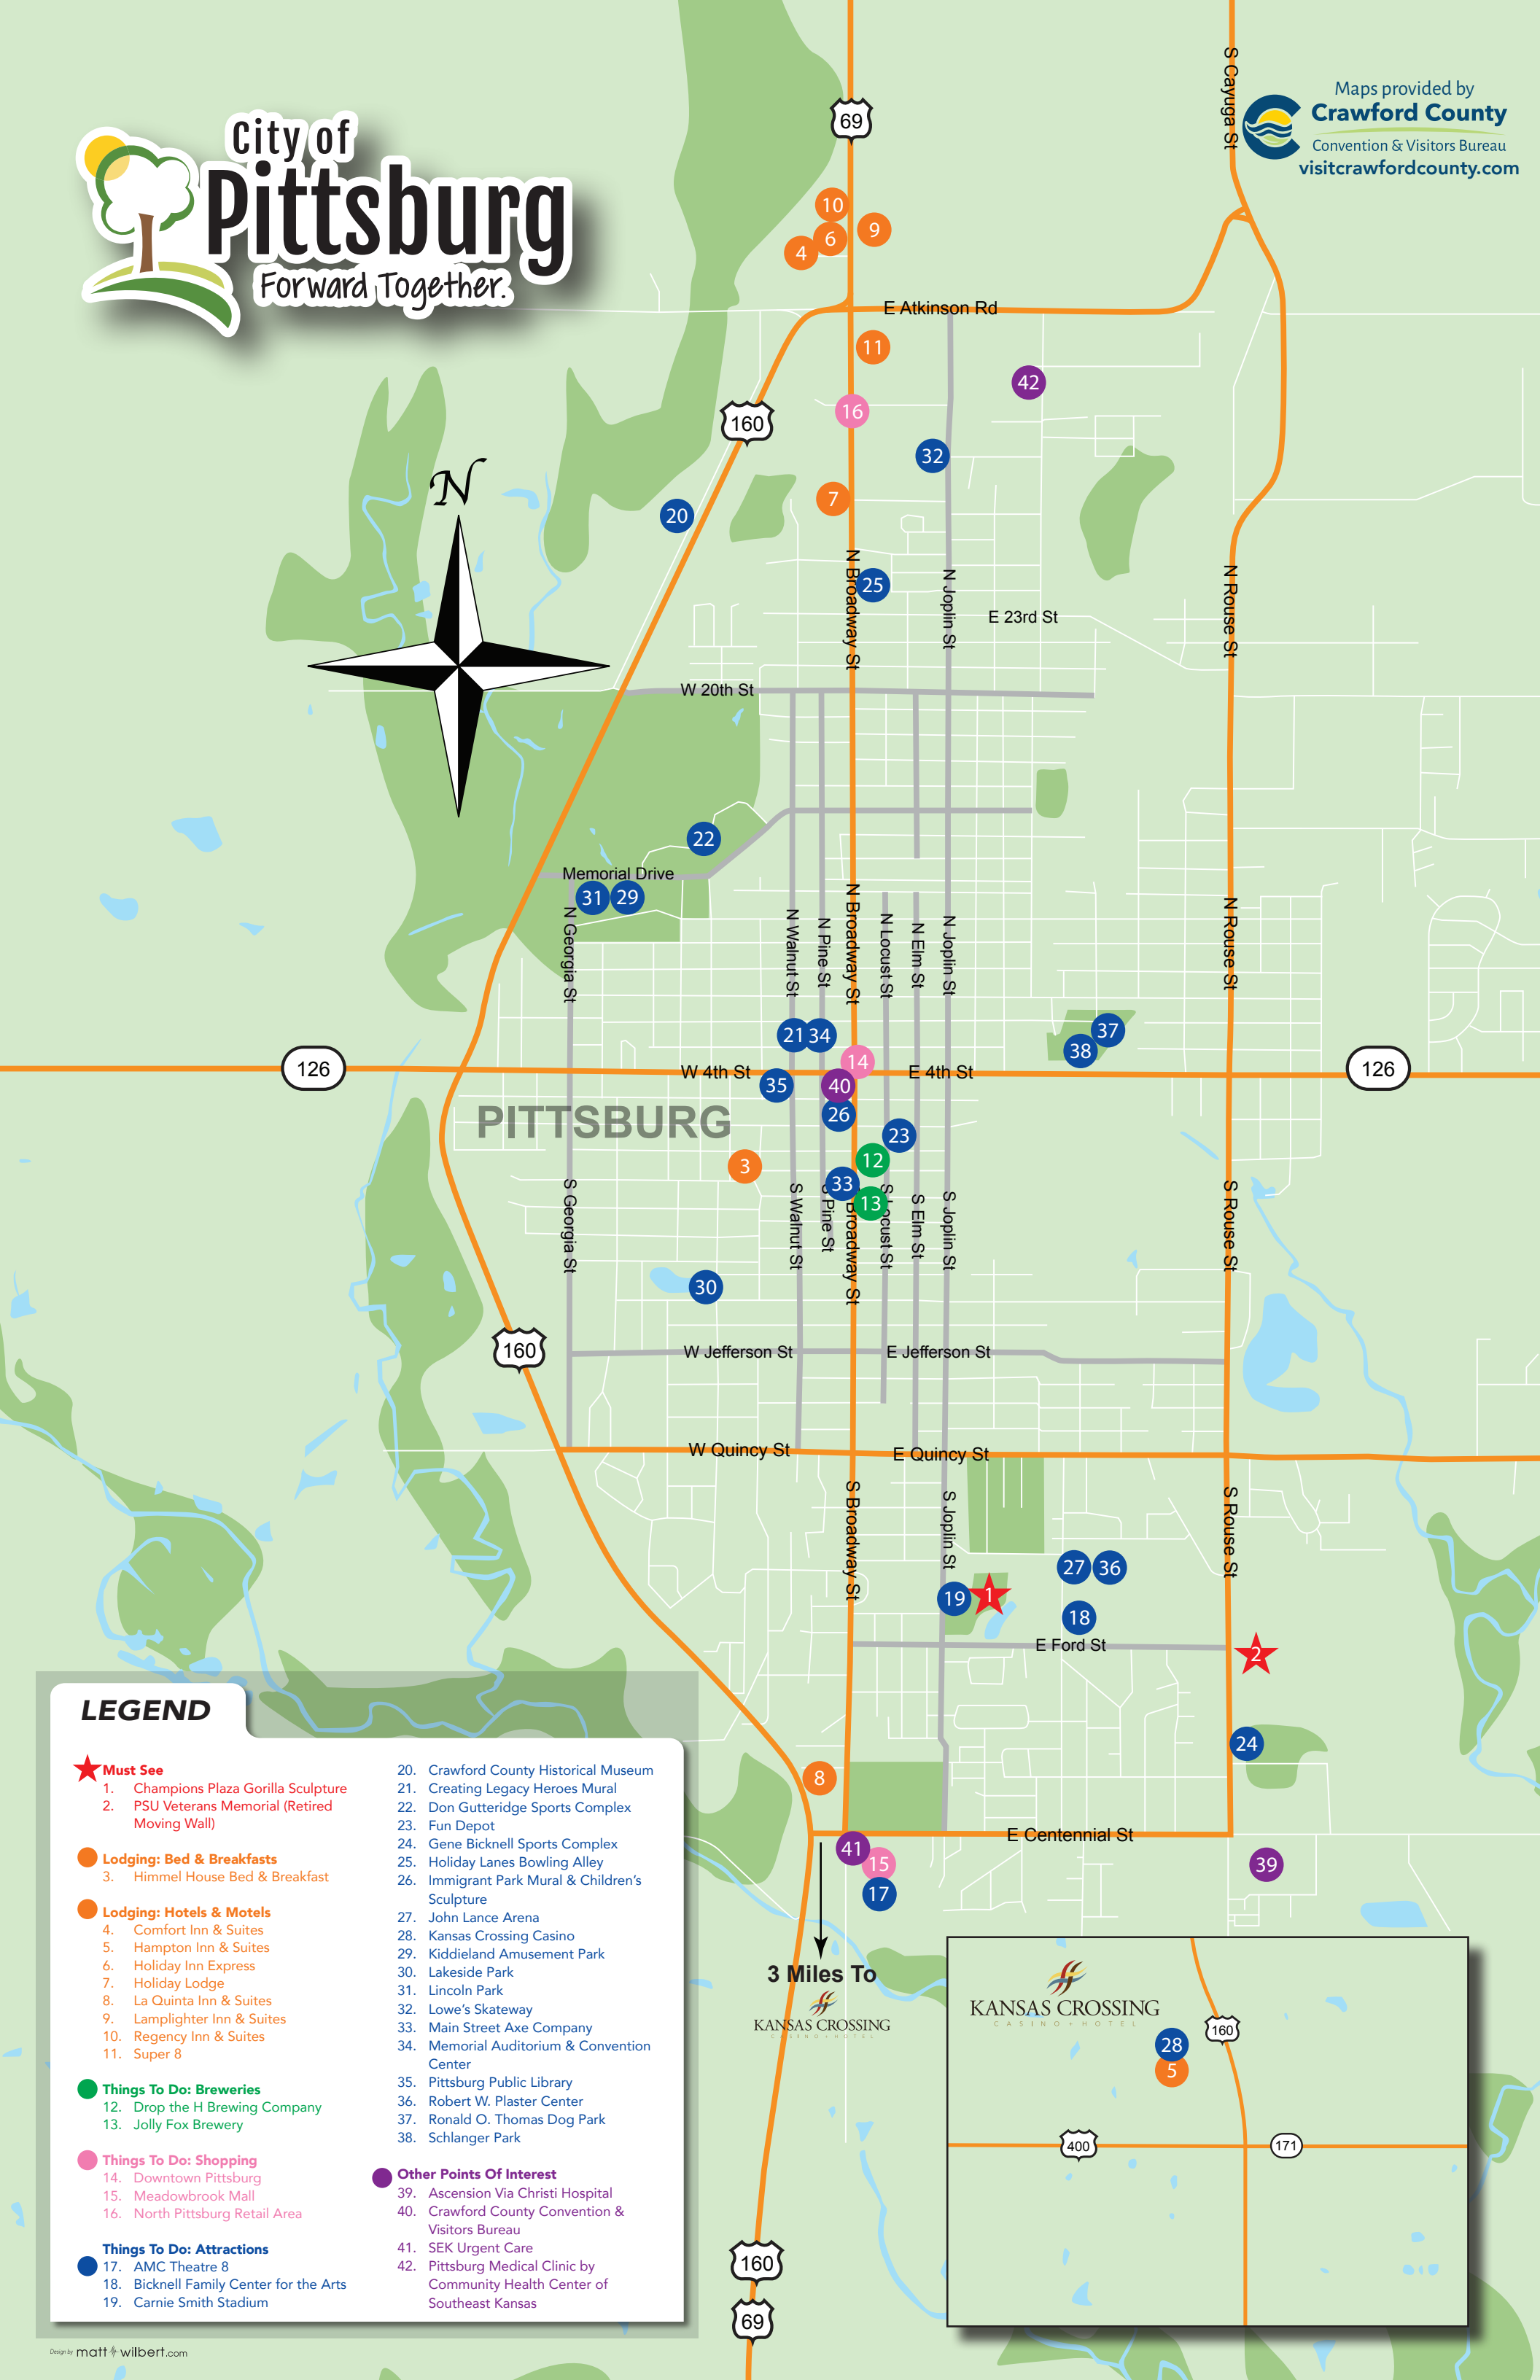 City of
Pittsburg
Forward Together.
Maps provided by
Crawford County
Convention & Visitors Bureau
visitcrawfordcounty.com
S Cayuga St
69
10
9
6
4
E Atkinson Rd
11
42
16
160
32
N
7
20
N Broadway St
25
N Joplin St
E 23rd St
N Rouse St
W 20th St
22
Memorial Drive
31
29
N Georgia St
N Walnut St
N Pine St
N Broadway St
N Locust St
N Elm St
N Joplin St
N Rouse St
21
34
37
38
14
126
W 4th St
E 4th St
126
35
40
PITTSBURG
26
23
3
12
33
13
S Georgia St
S Walnut St
S Pine St
S Broadway St
S Locust St
S Elm St
S Joplin St
S Rouse St
30
160
W Jefferson St
E Jefferson St
W Quincy St
E Quincy St
S Broadway St
S Joplin St
S Rouse St
27
36
19
1
18
E Ford St
2
24
8
E Centennial St
41
15
39
17
3 Miles To
KANSAS CROSSING
CASINO + HOTEL
160
69
KANSAS CROSSING
CASINO + HOTEL
160
28
5
400
171
LEGEND
Must See
1. Champions Plaza Gorilla Sculpture
2. PSU Veterans Memorial (Retired
Moving Wall)
Lodging: Bed & Breakfasts
3. Himmel House Bed & Breakfast
Lodging: Hotels & Motels
4. Comfort Inn & Suites
5. Hampton Inn & Suites
6. Holiday Inn Express
7. Holiday Lodge
8. La Quinta Inn & Suites
9. Lamplighter Inn & Suites
10. Regency Inn & Suites
11. Super 8
Things To Do: Breweries
12. Drop the H Brewing Company
13. Jolly Fox Brewery
Things To Do: Shopping
14. Downtown Pittsburg
15. Meadowbrook Mall
16. North Pittsburg Retail Area
Things To Do: Attractions
17. AMC Theatre 8
18. Bicknell Family Center for the Arts
19. Carnie Smith Stadium
20. Crawford County Historical Museum
21. Creating Legacy Heroes Mural
22. Don Gutteridge Sports Complex
23. Fun Depot
24. Gene Bicknell Sports Complex
25. Holiday Lanes Bowling Alley
26. Immigrant Park Mural & Children's
Sculpture
27. John Lance Arena
28. Kansas Crossing Casino
29. Kiddieland Amusement Park
30. Lakeside Park
31. Lincoln Park
32. Lowe's Skateway
33. Main Street Axe Company
34. Memorial Auditorium & Convention
Center
35. Pittsburg Public Library
36. Robert W. Plaster Center
37. Ronald O. Thomas Dog Park
38. Schlanger Park
Other Points Of Interest
39. Ascension Via Christi Hospital
40. Crawford County Convention &
Visitors Bureau
41. SEK Urgent Care
42. Pittsburg Medical Clinic by
Community Health Center of
Southeast Kansas
Design by matt wilbert.com